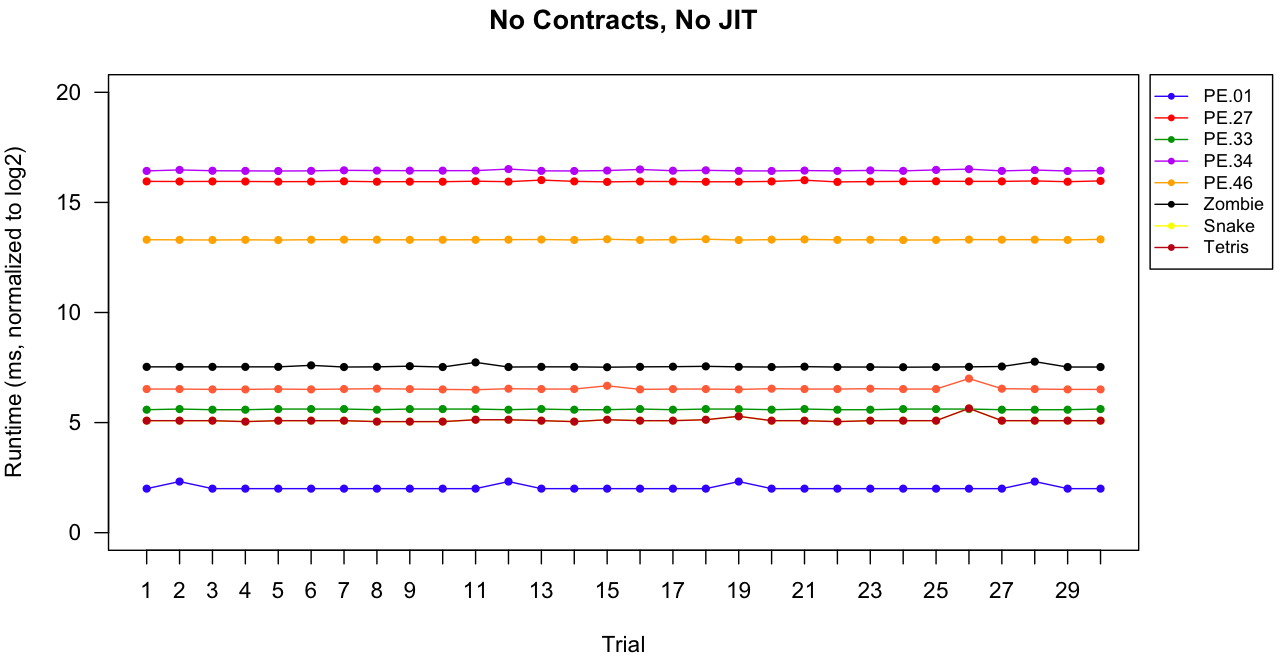 No Contracts, No JIT
Runtime (ms, normalized to log2)
20
15
10
5
0
1 2 3 4 5 6 7 8 9 11 13 15 17 19 21 23 25 27 29
Trial
PE.01
PE.27
PE.33
PE.34
PE.46
Zombie
Snake
Tetris